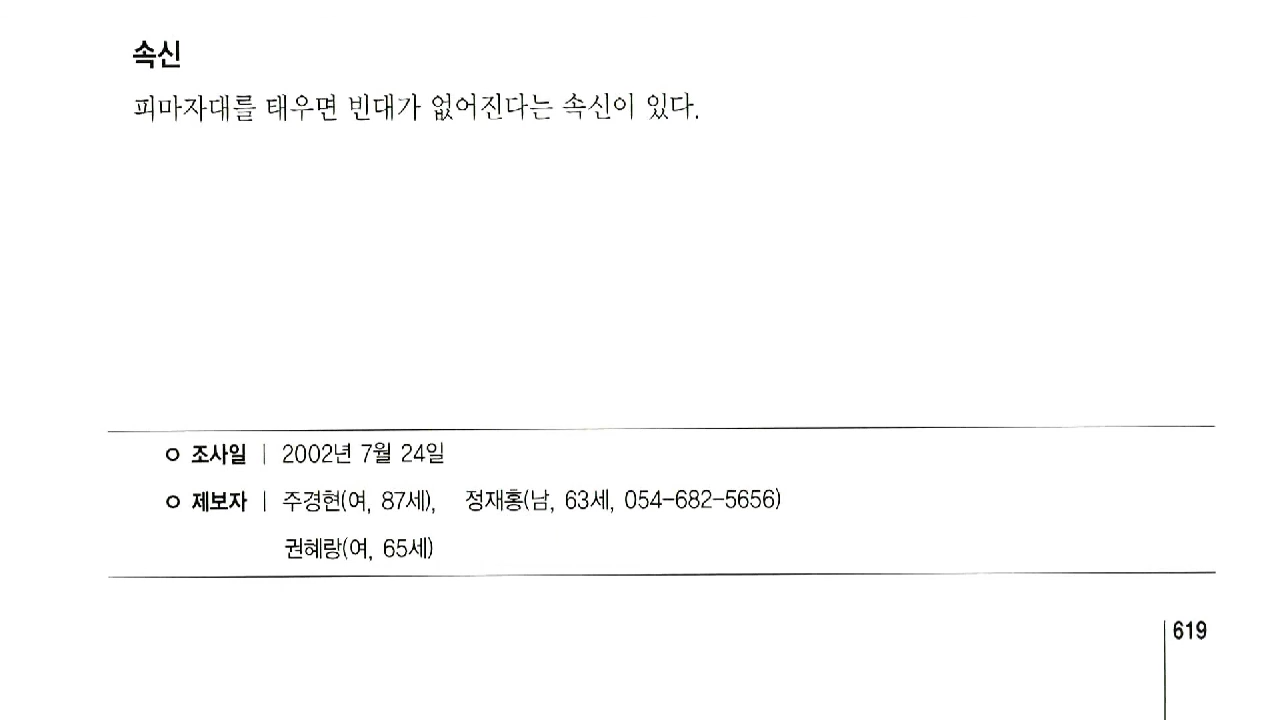 속신
피마자대를 태우면 빈대가 없어진다는 속신이 있다.
ㅇ 조사일 | 2002년 7월 24일
ㅇ 제보자 | 주경현(여, 87세), 정재홍(남, 63세, 054-682-5656)
권혜랑(여, 65세)
619